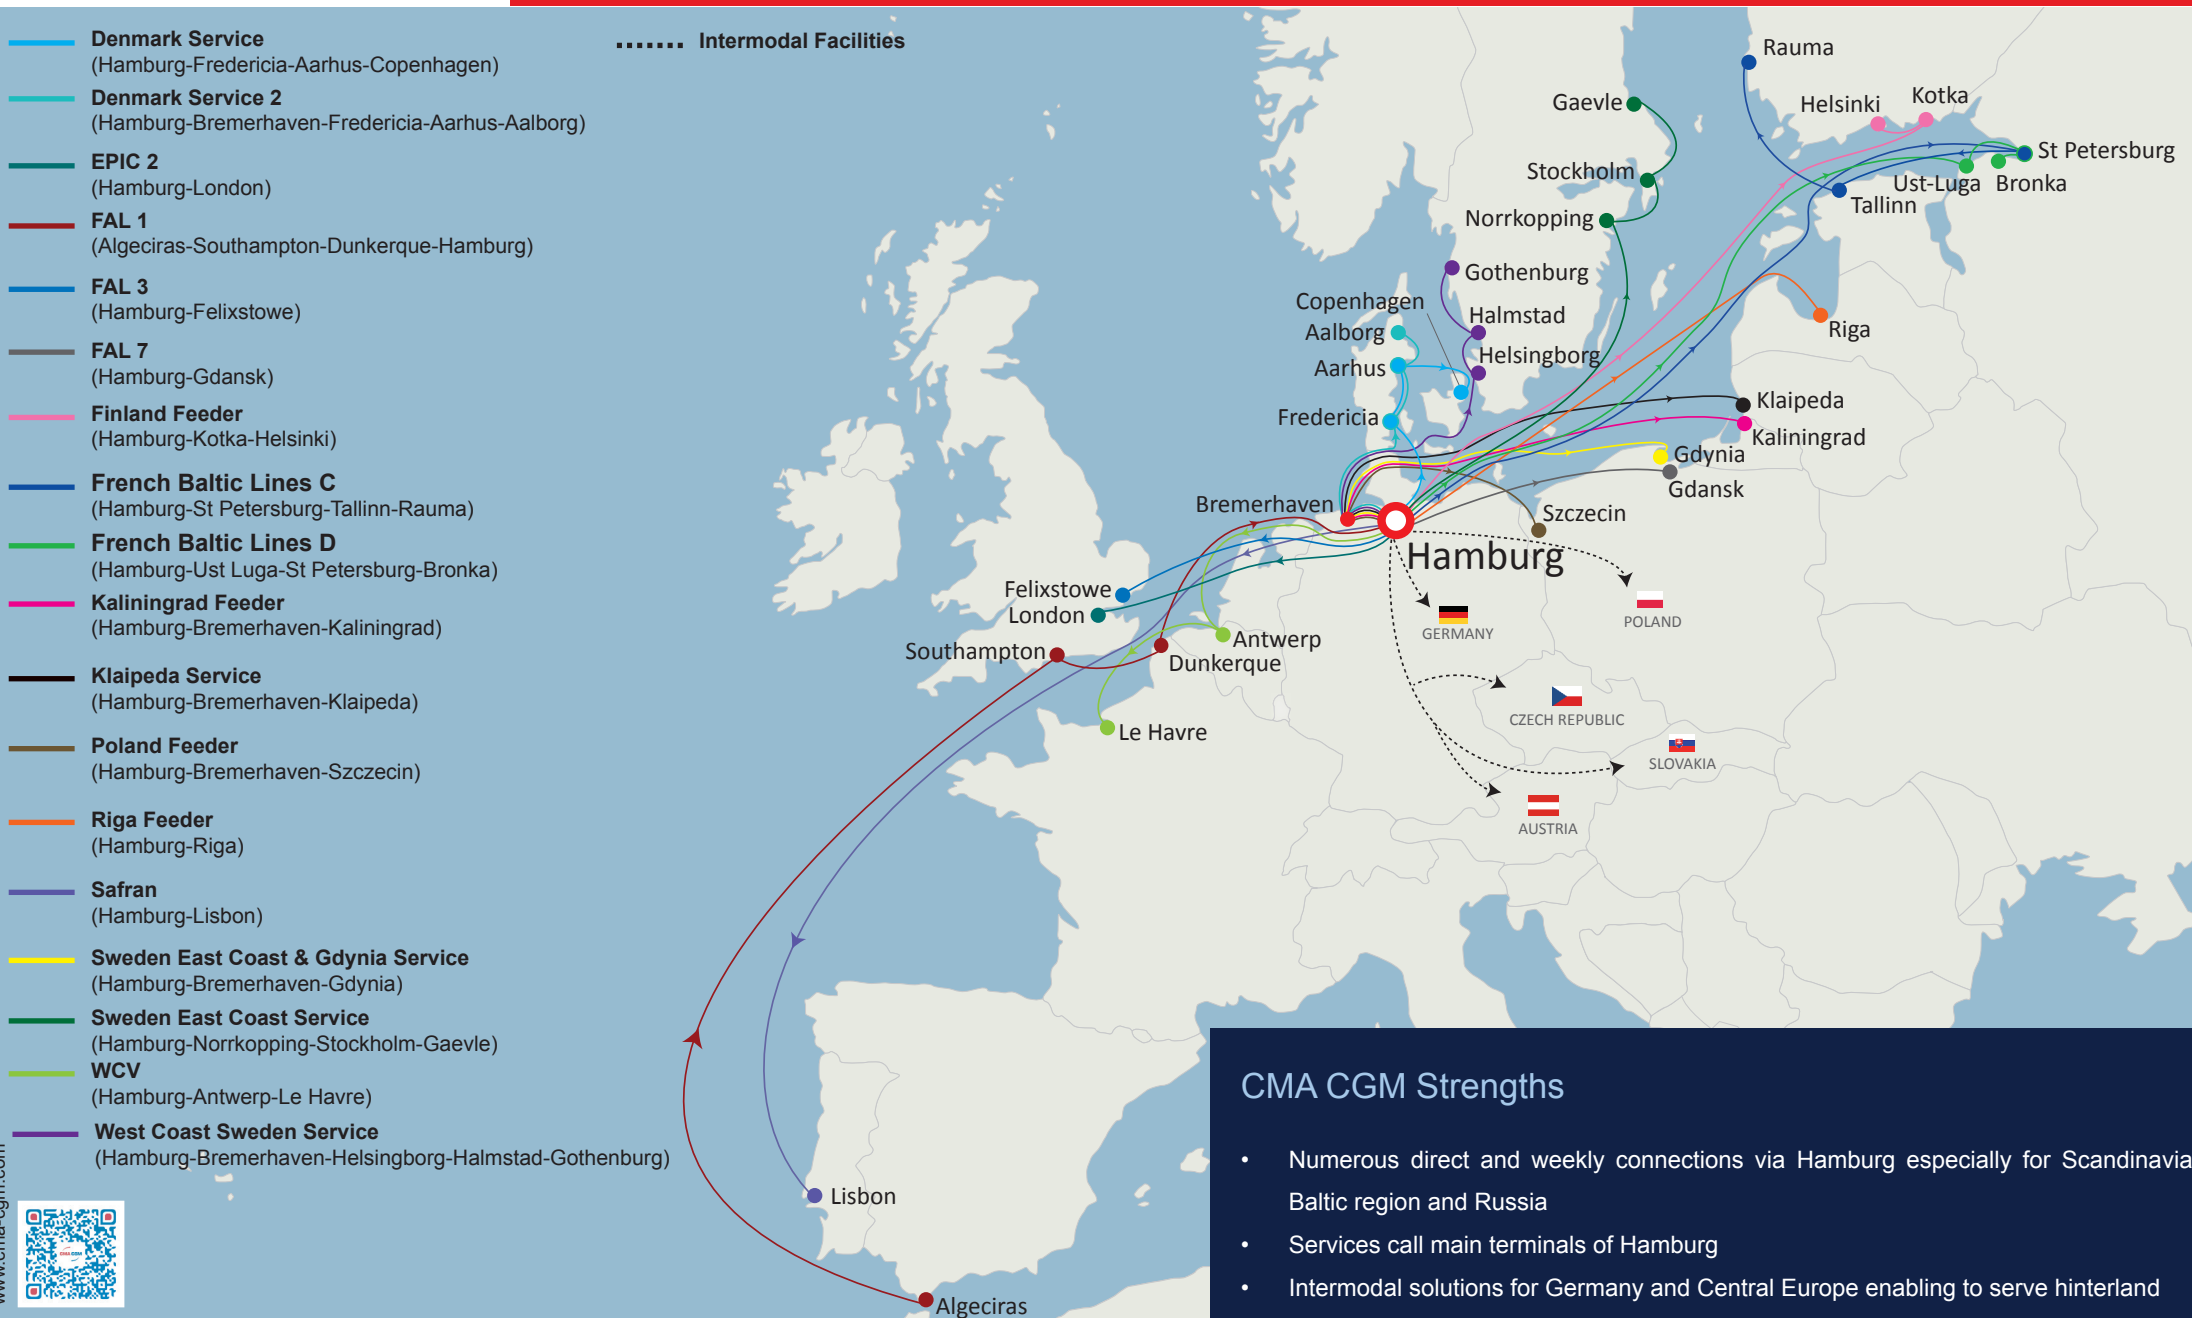 Denmark Service
(Hamburg-Fredericia-Aarhus-Copenhagen)
Denmark Service 2
(Hamburg-Bremerhaven-Fredericia-Aarhus-Aalborg)
EPIC 2
(Hamburg-London)
FAL 1
(Algeciras-Southampton-Dunkerque-Hamburg)
FAL 3
(Hamburg-Felixstowe)
FAL 7
(Hamburg-Gdansk)
Finland Feeder
(Hamburg-Kotka-Helsinki)
French Baltic Lines C
(Hamburg-St Petersburg-Tallinn-Rauma)
French Baltic Lines D
(Hamburg-Ust Luga-St Petersburg-Bronka)
Kaliningrad Feeder
(Hamburg-Bremerhaven-Kaliningrad)
Klaipeda Service
(Hamburg-Bremerhaven-Klaipeda)
Poland Feeder
(Hamburg-Bremerhaven-Szczecin)
Riga Feeder
(Hamburg-Riga)
Safran
(Hamburg-Lisbon)
Sweden East Coast & Gdynia Service
(Hamburg-Bremerhaven-Gdynia)
Sweden East Coast Service
(Hamburg-Norrkopping-Stockholm-Gaevle)
WCV
(Hamburg-Antwerp-Le Havre)
West Coast Sweden Service
(Hamburg-Bremerhaven-Helsingborg-Halmstad-Gothenburg)
www.cma-cgm.com
CMA CGM
Intermodal Facilities
Rauma
Gaevle
Helsinki
Kotka
St Petersburg
Stockholm
Ust-Luga
Bronka
Tallinn
Norrkopping
Gothenburg
Copenhagen
Halmstad
Aalborg
Riga
Helsingborg
Aarhus
Klaipeda
Fredericia
Kaliningrad
Gdynia
Gdansk
Bremerhaven
Szczecin
Hamburg
Felixstowe
London
GERMANY
POLAND
Southampton
Antwerp
Dunkerque
CZECH REPUBLIC
Le Havre
SLOVAKIA
AUSTRIA
Lisbon
Algeciras
CMA CGM Strengths
• Numerous direct and weekly connections via Hamburg especially for Scandinavia
Baltic region and Russia
• Services call main terminals of Hamburg
• Intermodal solutions for Germany and Central Europe enabling to serve hinterland